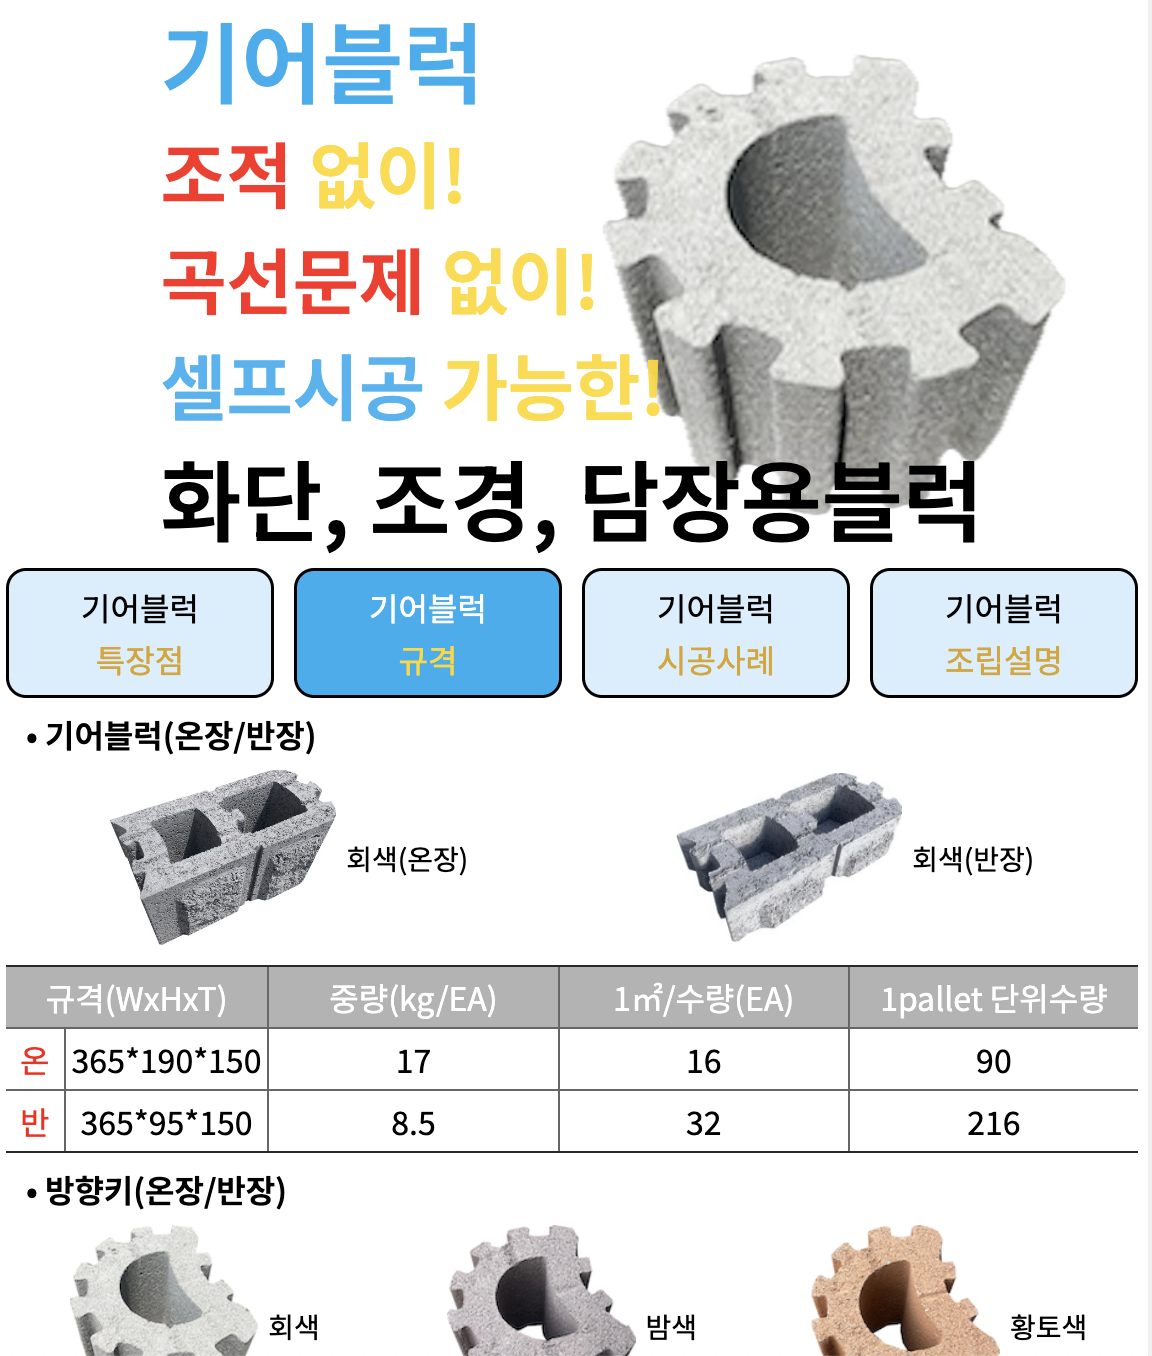 기어블럭
조적 없이!
곡선문제 없이!
셀프시공 가능한!
화단, 조경, 담장용블럭
기어블럭
특장점
기어블럭
규격
기어블럭
시공사례
기어블럭
조립설명
• 기어블럭(온장/반장)
회색(온장)
회색(반장)
규격(WxHxT) 중량(kg/EA) 1㎡/수량(EA) 1pallet 단위수량
온 365*190*150 17 16 90
반 365*95*150 8.5 32 216
• 방향키(온장/반장)
회색
밤색
황토색